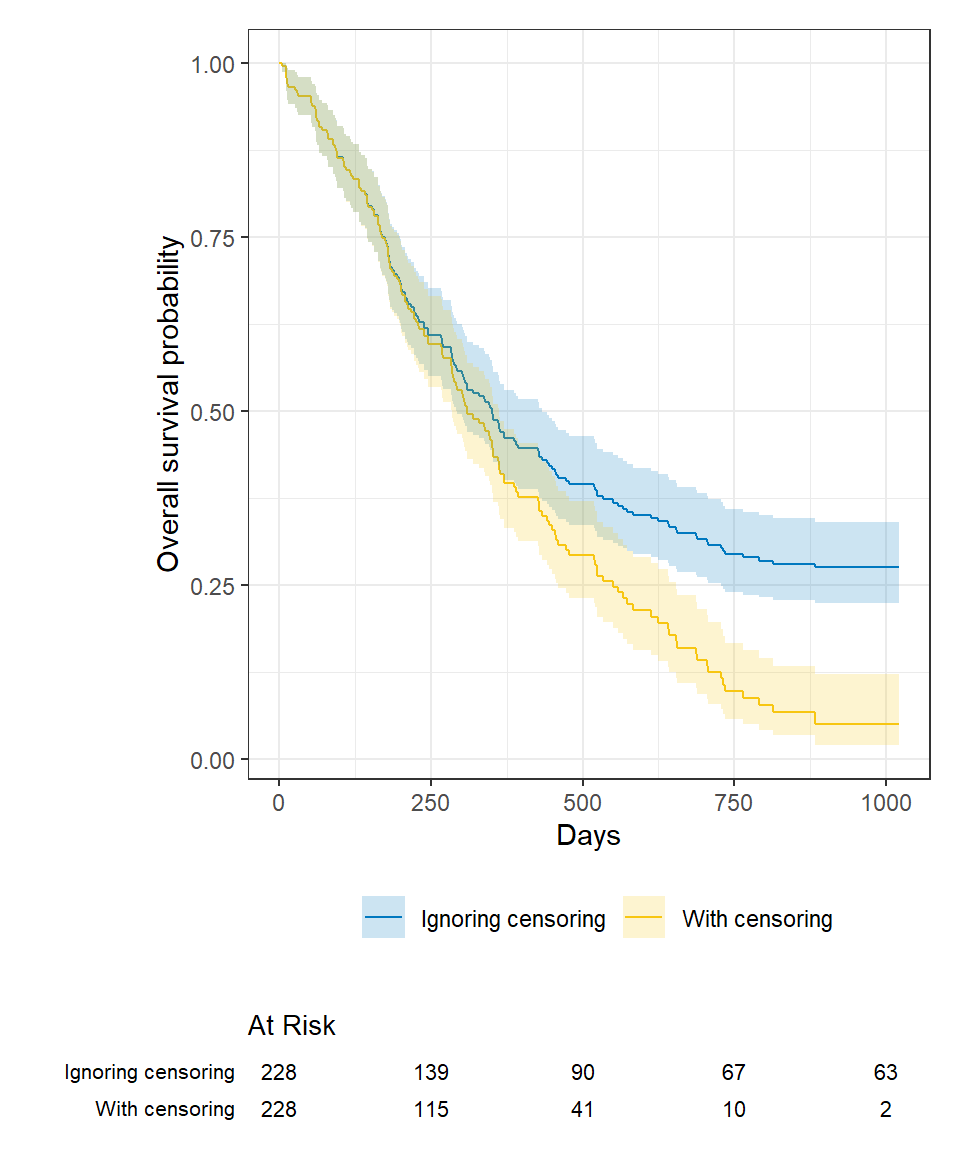 1.00
0.75
0.50
0.25
0.00
Overall survival probability
0 250 500 750 1000
Days
Ignoring censoring With censoring
At Risk
Ignoring censoring 228 139 90 67 63
With censoring 228 115 41 10 2